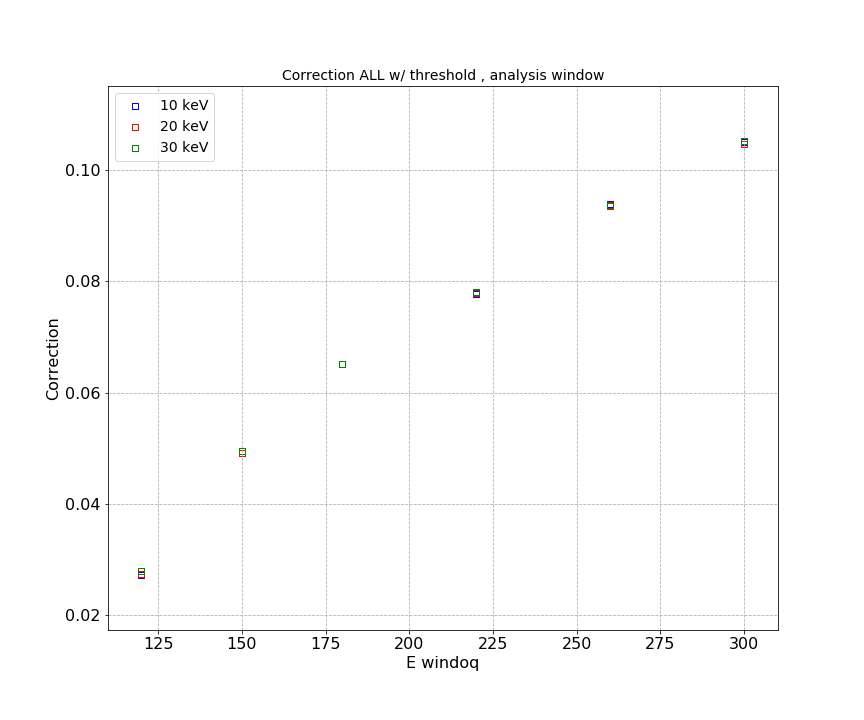 Correction ALL w/ threshold , analysis window
10 keV
20 keV
30 keV
0.10
0.08
0.06
0.04
0.02
Correction
125 150 175 200 225 250 275 300
E windoq